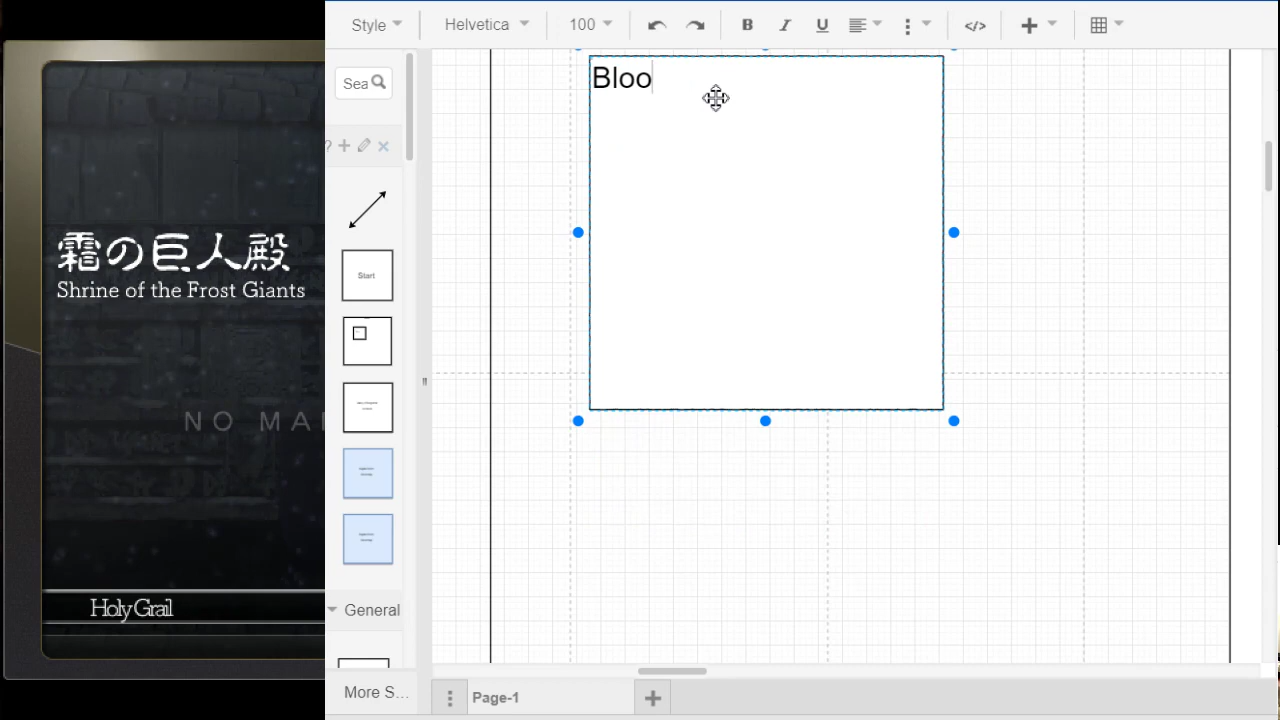 Style
Helvetica
100
B I U
</>
Sea
Bloo
?
Start
霜の巨人殿
Shrine of the Frost Giants
NO MA
Holy Grail
General
More S...
Page-1